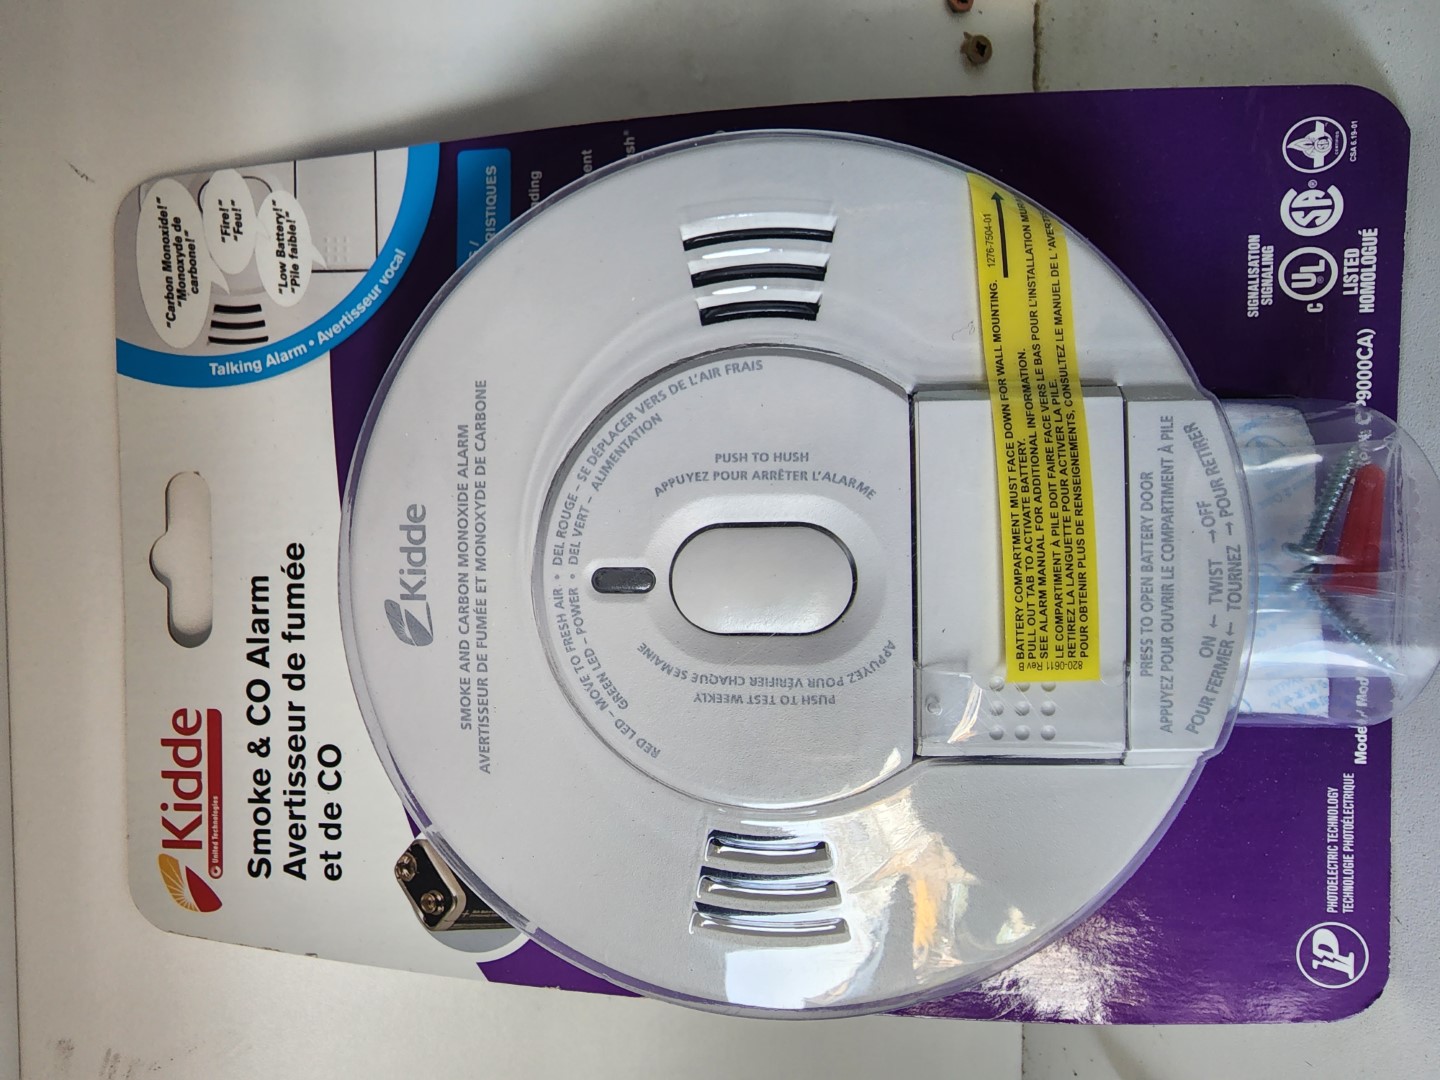 Kidde
United Technologies
Smoke & CO Alarm
Avertisseur de fumée
et de CO
"Carbon Monoxide!"
"Monoxyde de
carbone!"
"Fire!"
"Feu!"
"Low Battery!"
"Pile faible!"
Talking Alarm • Avertisseur vocal
Kidde
SMOKE AND CARBON MONOXIDE ALARM
AVERTISSEUR DE FUMÉE ET MONOXYDE DE CARBONE
RED LED – MOVE TO FRESH AIR • DEL ROUGE – SE DÉPLACER VERS DE L'AIR FRAIS
GREEN LED – POWER • DEL VERT – ALIMENTATION
PUSH TO TEST WEEKLY
APPUYEZ POUR VÉRIFIER CHAQUE SEMAINE
PUSH TO HUSH
APPUYEZ POUR ARRÊTER L'ALARME
820-0611 Rev B
BATTERY COMPARTMENT MUST FACE DOWN FOR WALL MOUNTING. 1276-7504-01
PULL OUT TAB TO ACTIVATE BATTERY.
SEE ALARM MANUAL FOR ADDITIONAL INFORMATION.
LE COMPARTIMENT À PILE DOIT FAIRE FACE VERS LE BAS POUR L'INSTALLATION
RETIREZ LA LANGUETTE POUR ACTIVER LA PILE.
POUR OBTENIR PLUS DE RENSEIGNEMENTS, CONSULTEZ LE MANUEL DE L'
PRESS TO OPEN BATTERY DOOR
APPUYEZ POUR OUVRIR LE COMPARTIMENT À PILE
ON ← TWIST → OFF
POUR FERMER ← TOURNEZ → POUR RETIRER
P
PHOTOELECTRIC TECHNOLOGY
TECHNOLOGIE PHOTOÉLECTRIQUE
P9000CA)
SIGNALISATION
SIGNALING
C UL
LISTED
HOMOLOGUÉ
SA
CERTIFIED
CSA 6.19-01